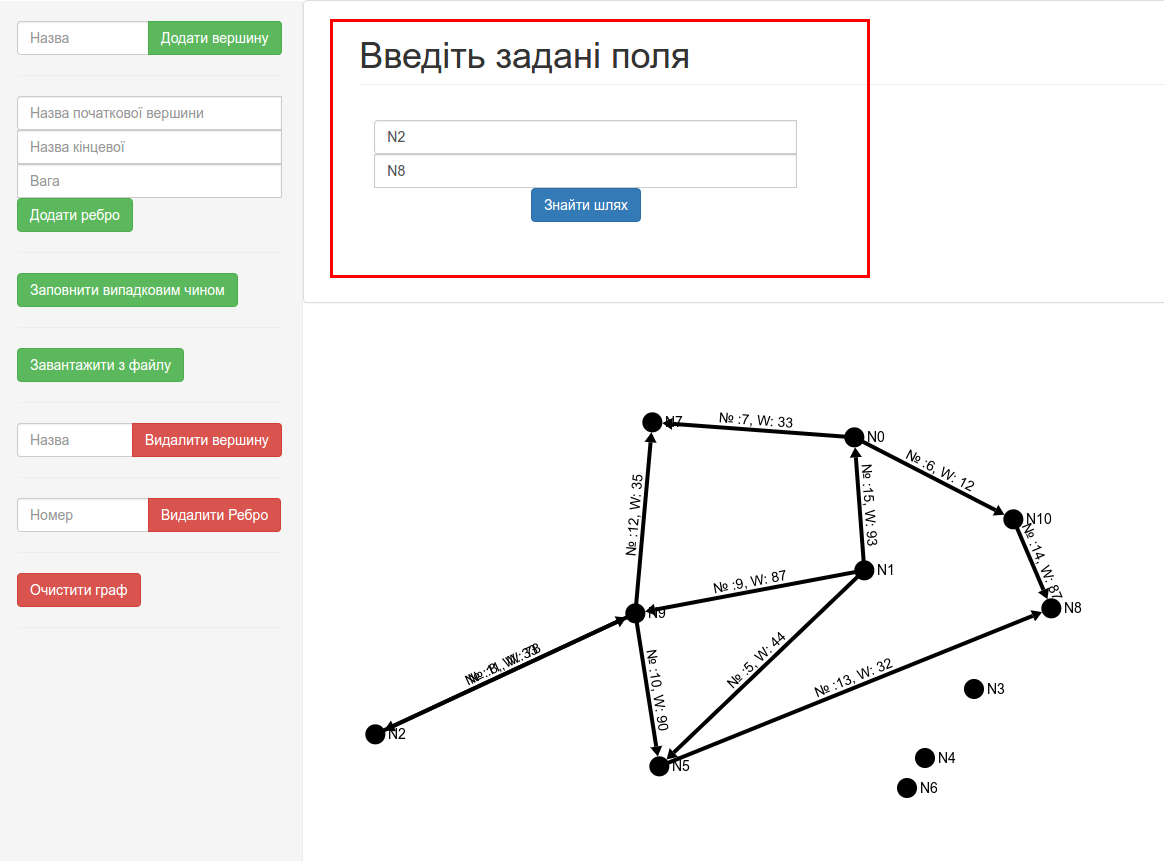 Назва
Додати вершину
Назва початкової вершини
Назва кінцевої
Вага
Додати ребро
Заповнити випадковим чином
Завантажити з файлу
Назва
Видалити вершину
Номер
Видалити Ребро
Очистити граф
Введіть задані поля
N2
N8
Знайти шлях
N7
№ :7, W: 33
N0
№ :6, W: 12
№ :12, W: 35
№ :15, W: 93
N10
№ :14, W: 87
N1
№ :9, W: 87
N9
N8
№ :5, W: 44
№ :10, W: 90
№ :13, W: 32
N3
N2
N5
N4
N6